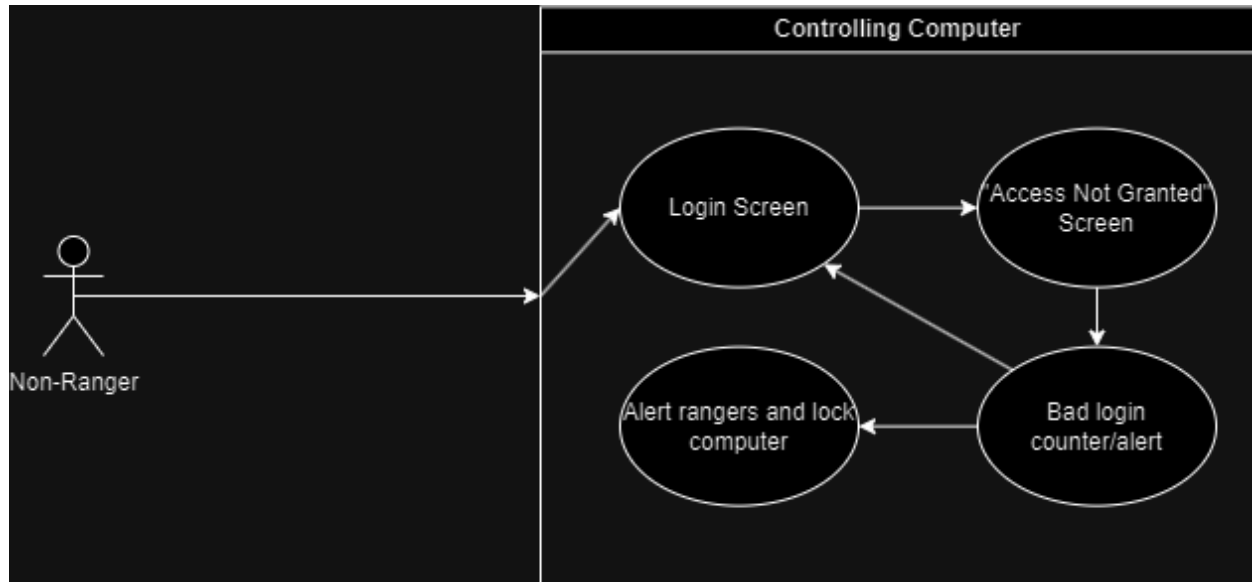 Controlling Computer
Login Screen
"Access Not Granted"
Screen
Non-Ranger
Alert rangers and lock
computer
Bad login
counter/alert